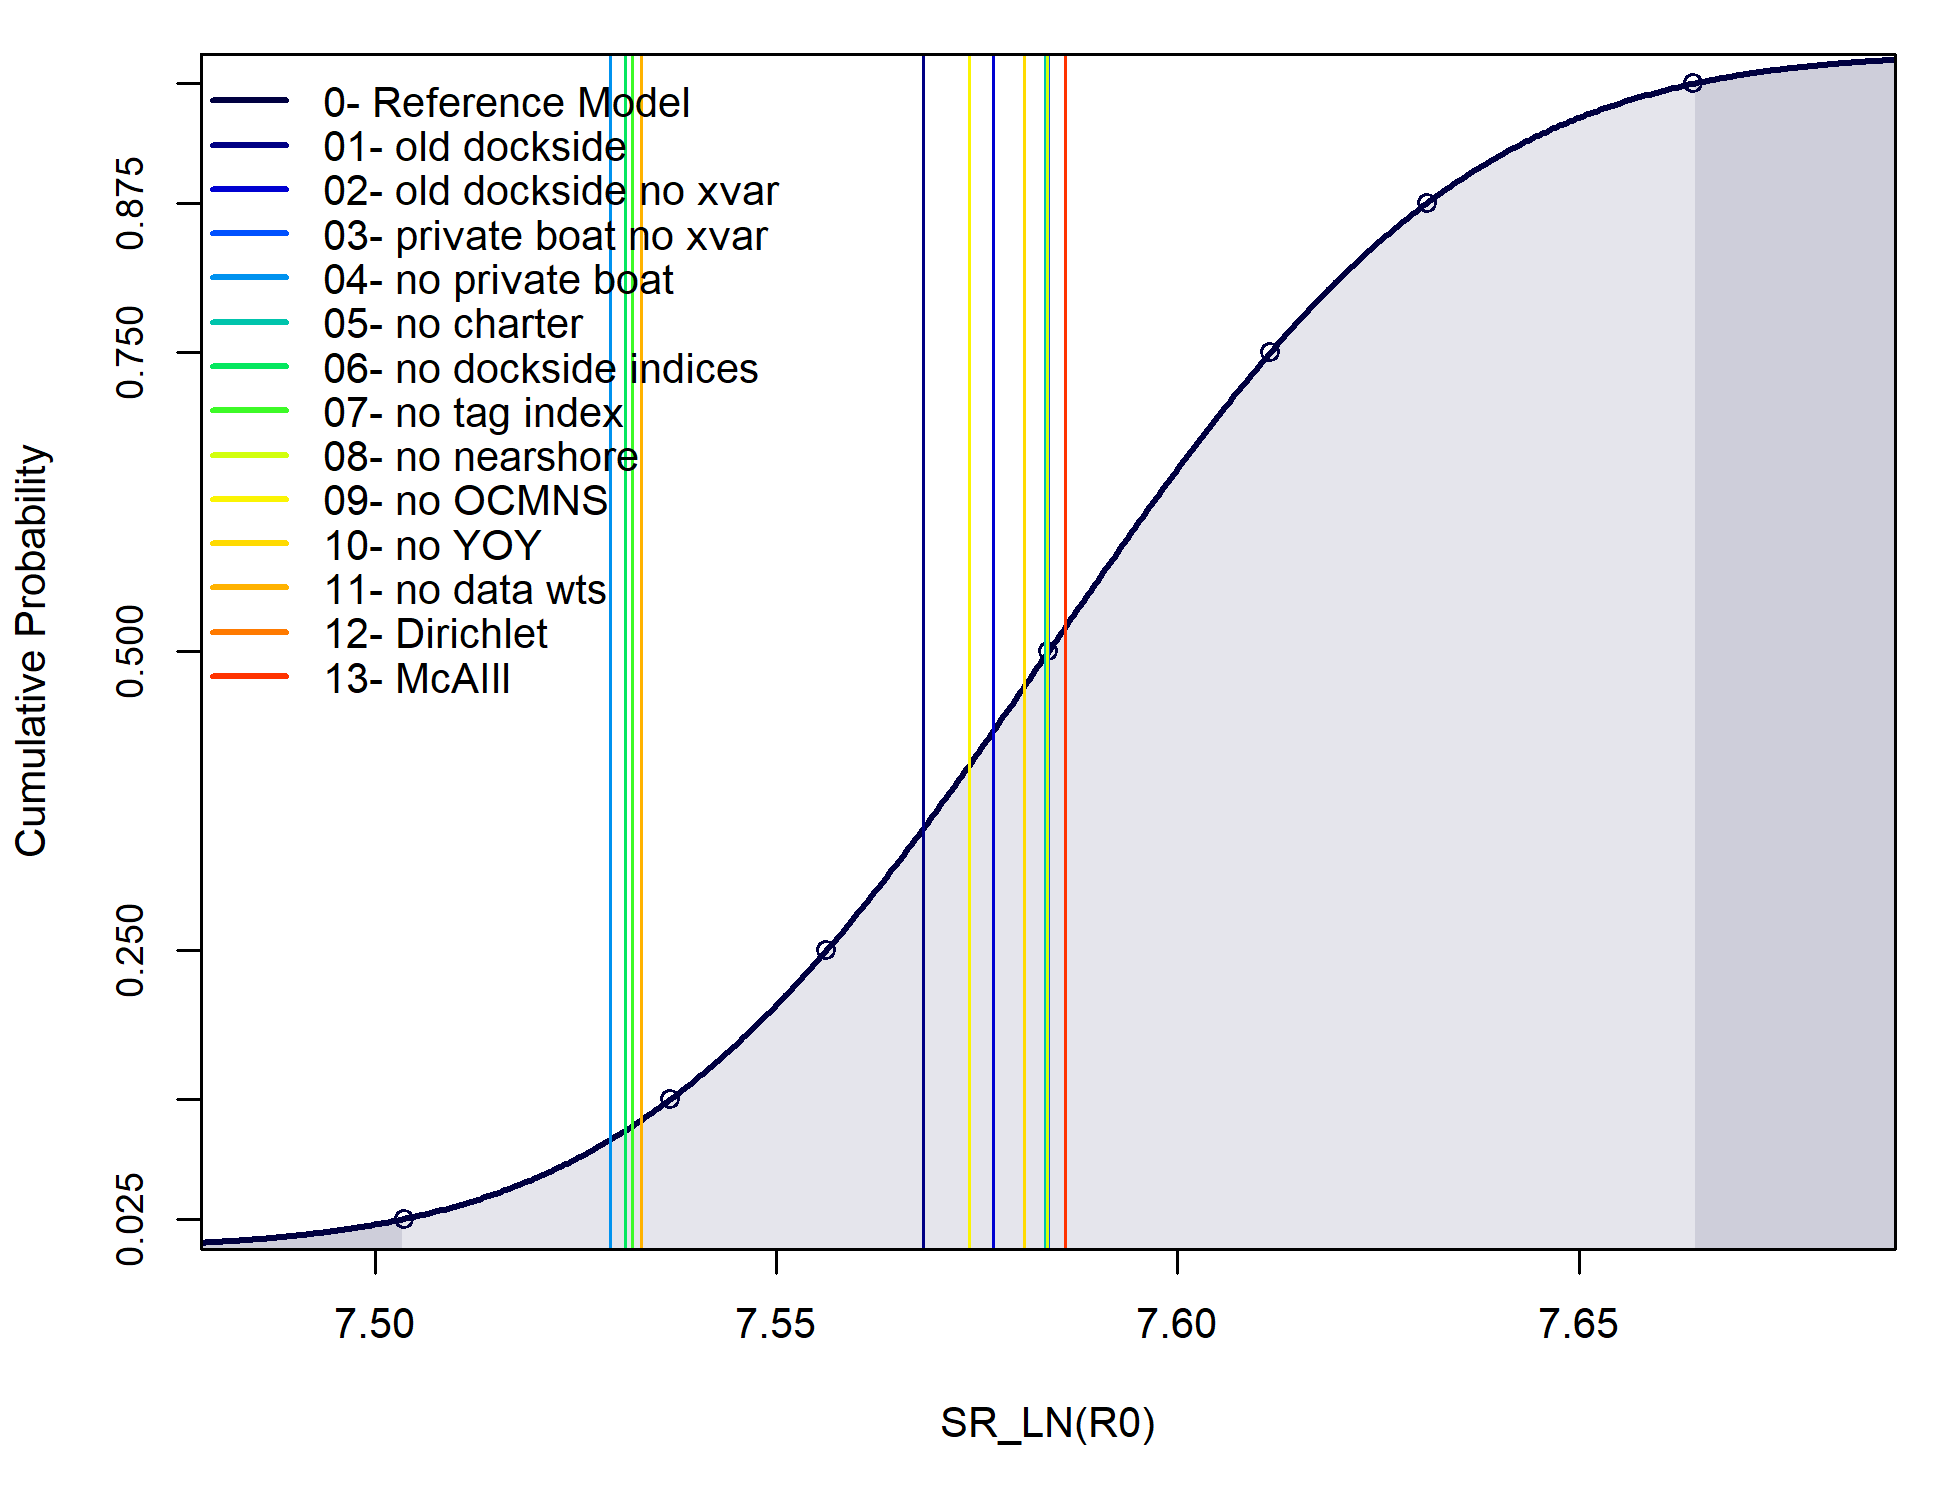 0- Reference Model
01- old dockside
02- old dockside no xvar
03- private boat no xvar
04- no private boat
05- no charter
06- no dockside indices
07- no tag index
08- no nearshore
09- no OCMNS
10- no YOY
11- no data wts
12- Dirichlet
13- McAlll
Cumulative Probability
0.875
0.750
0.500
0.250
0.025
7.50 7.55 7.60 7.65
SR_LN(R0)